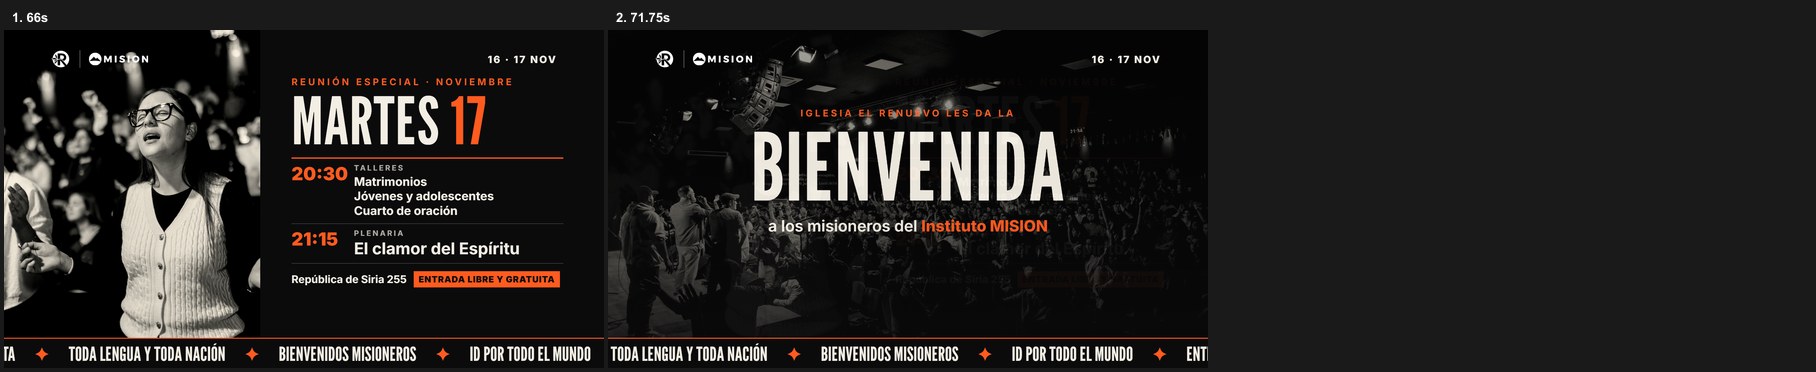 1. 66s
MISION
16 · 17 NOV
REUNIÓN ESPECIAL · NOVIEMBRE
MARTES 17
20:30 TALLERES
Matrimonios
Jóvenes y adolescentes
Cuarto de oración
21:15 PLENARIA
El clamor del Espíritu
República de Siria 255 ENTRADA LIBRE Y GRATUITA
TA ✦ TODA LENGUA Y TODA NACIÓN ✦ BIENVENIDOS MISIONEROS ✦ ID POR TODO EL MUNDO
2. 71.75s
MISION
16 · 17 NOV
IGLESIA EL RENUEVO LES DA LA
BIENVENIDA
a los misioneros del Instituto MISION
TODA LENGUA Y TODA NACIÓN ✦ BIENVENIDOS MISIONEROS ✦ ID POR TODO EL MUNDO ✦ ENT